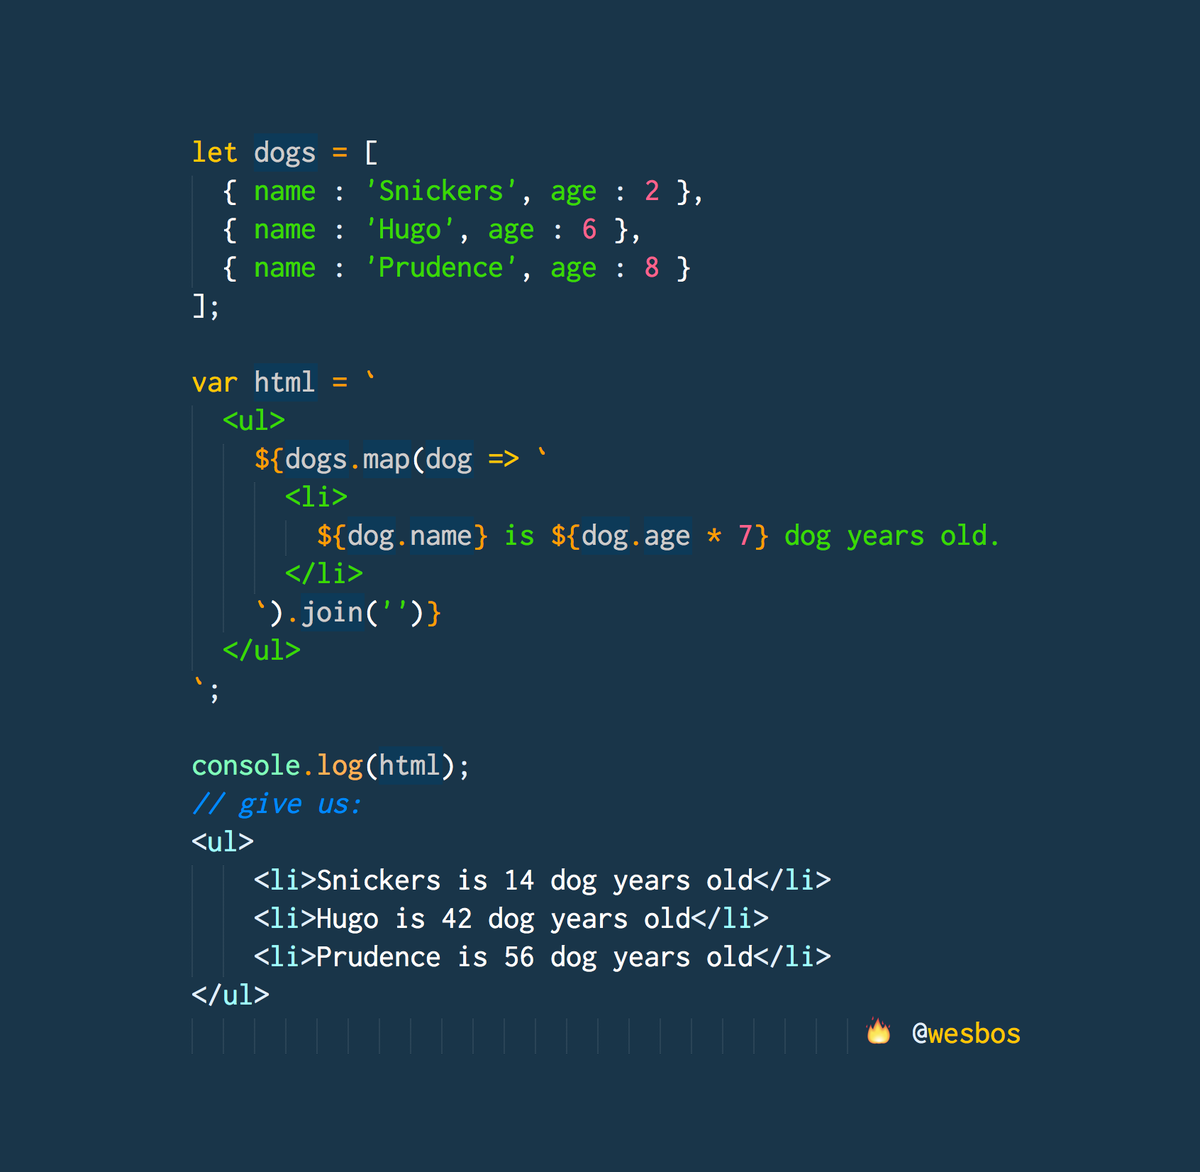 let dogs = [
  { name : 'Snickers', age : 2 },
  { name : 'Hugo', age : 6 },
  { name : 'Prudence', age : 8 }
];

var html = `
  <ul>
    ${dogs.map(dog => `
      <li>
        ${dog.name} is ${dog.age * 7} dog years old.
      </li>
    `).join('')}
  </ul>
`;

console.log(html);
// give us:
<ul>
    <li>Snickers is 14 dog years old</li>
    <li>Hugo is 42 dog years old</li>
    <li>Prudence is 56 dog years old</li>
</ul>
🔥 @wesbos